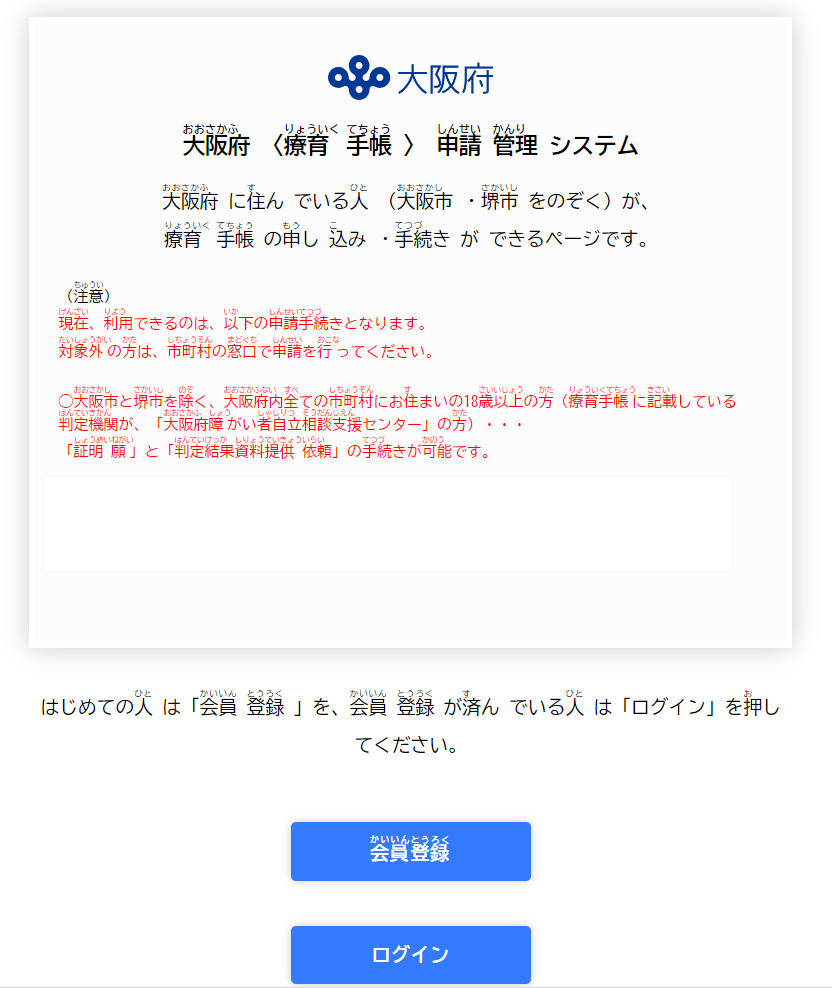 大阪府
大阪府 〈療育 手帳 〉 申請 管理 システム
大阪府 に住ん でいる人 （大阪市 ・堺市 をのぞく）が、
療育 手帳 の申し 込み ・手続き が できるページです。
（注意）
現在、利用できるのは、以下の申請手続きとなります。
対象外の方は、市町村の窓口で申請を行ってください。
〇大阪市と堺市を除く、大阪府内全ての市町村にお住まいの18歳以上の方（療育手帳に記載している
判定機関が、「大阪府障がい者自立相談支援センター」の方）・・・
「証明願」と「判定結果資料提供 依頼」の手続きが可能です。
はじめての人 は「会員 登録 」を、会員 登録 が済ん でいる人 は「ログイン」を押し
てください。
会員登録
ログイン